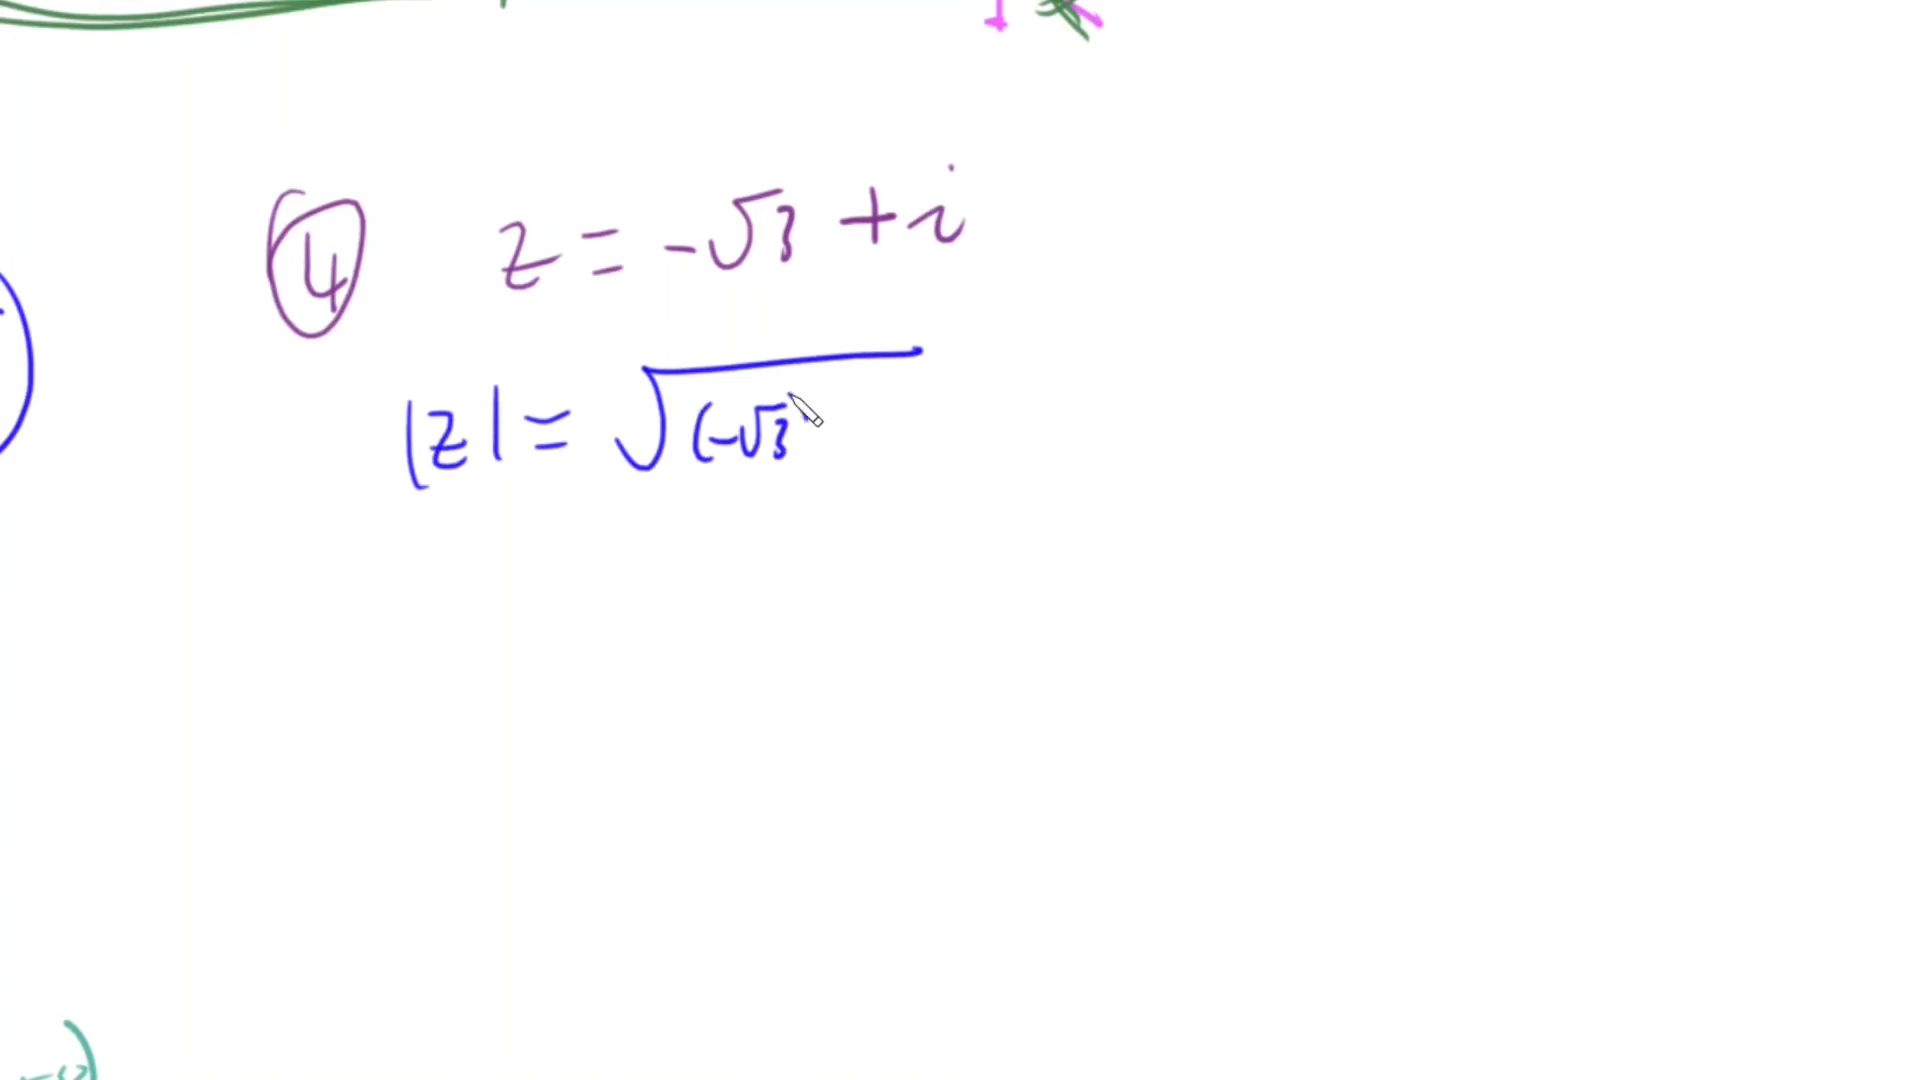 ④ z = -√3 + i
|z| = √(-√3